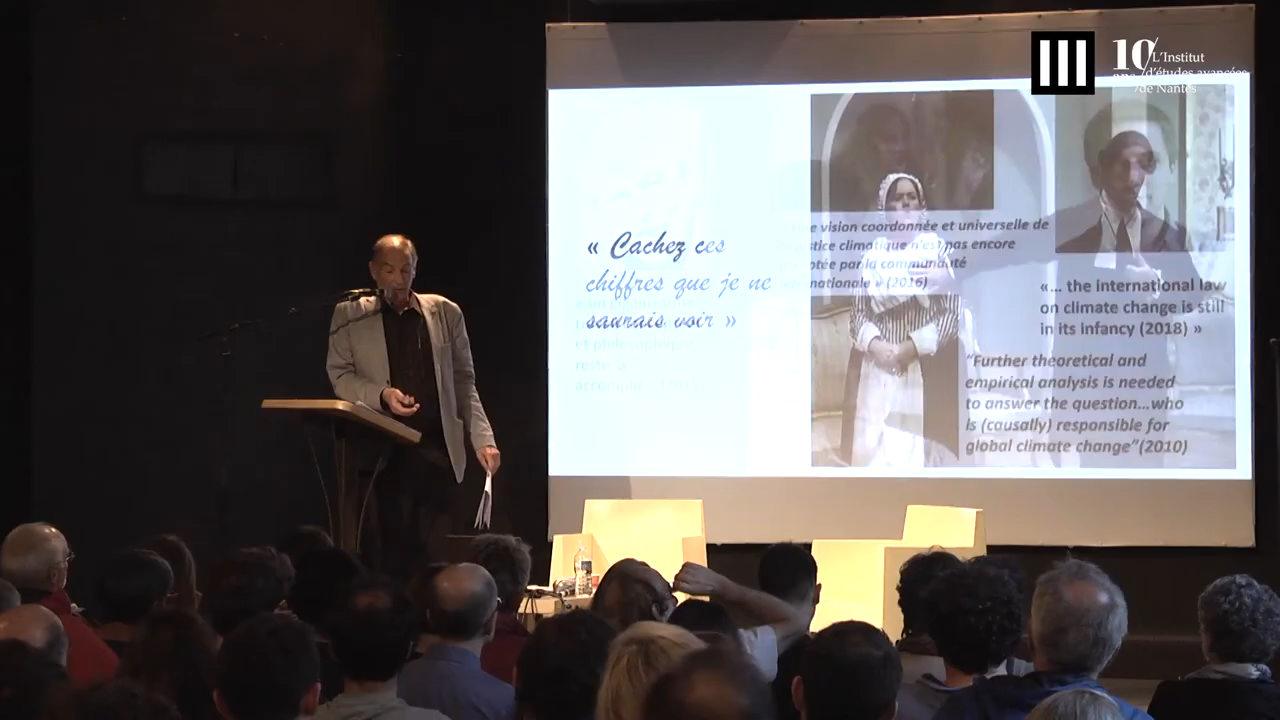 10
ans
L'Institut
d'études avancées
de Nantes
« Cachez ces
chiffres que je ne
saurais voir »
vision coordonnée et universelle de
climatique n'est pas encore
par la communauté
(2016)
«... the international law
on climate change is still
in its infancy (2018) »
"Further theoretical and
empirical analysis is needed
to answer the question...who
is (causally) responsible for
global climate change"(2010)
et philosophique